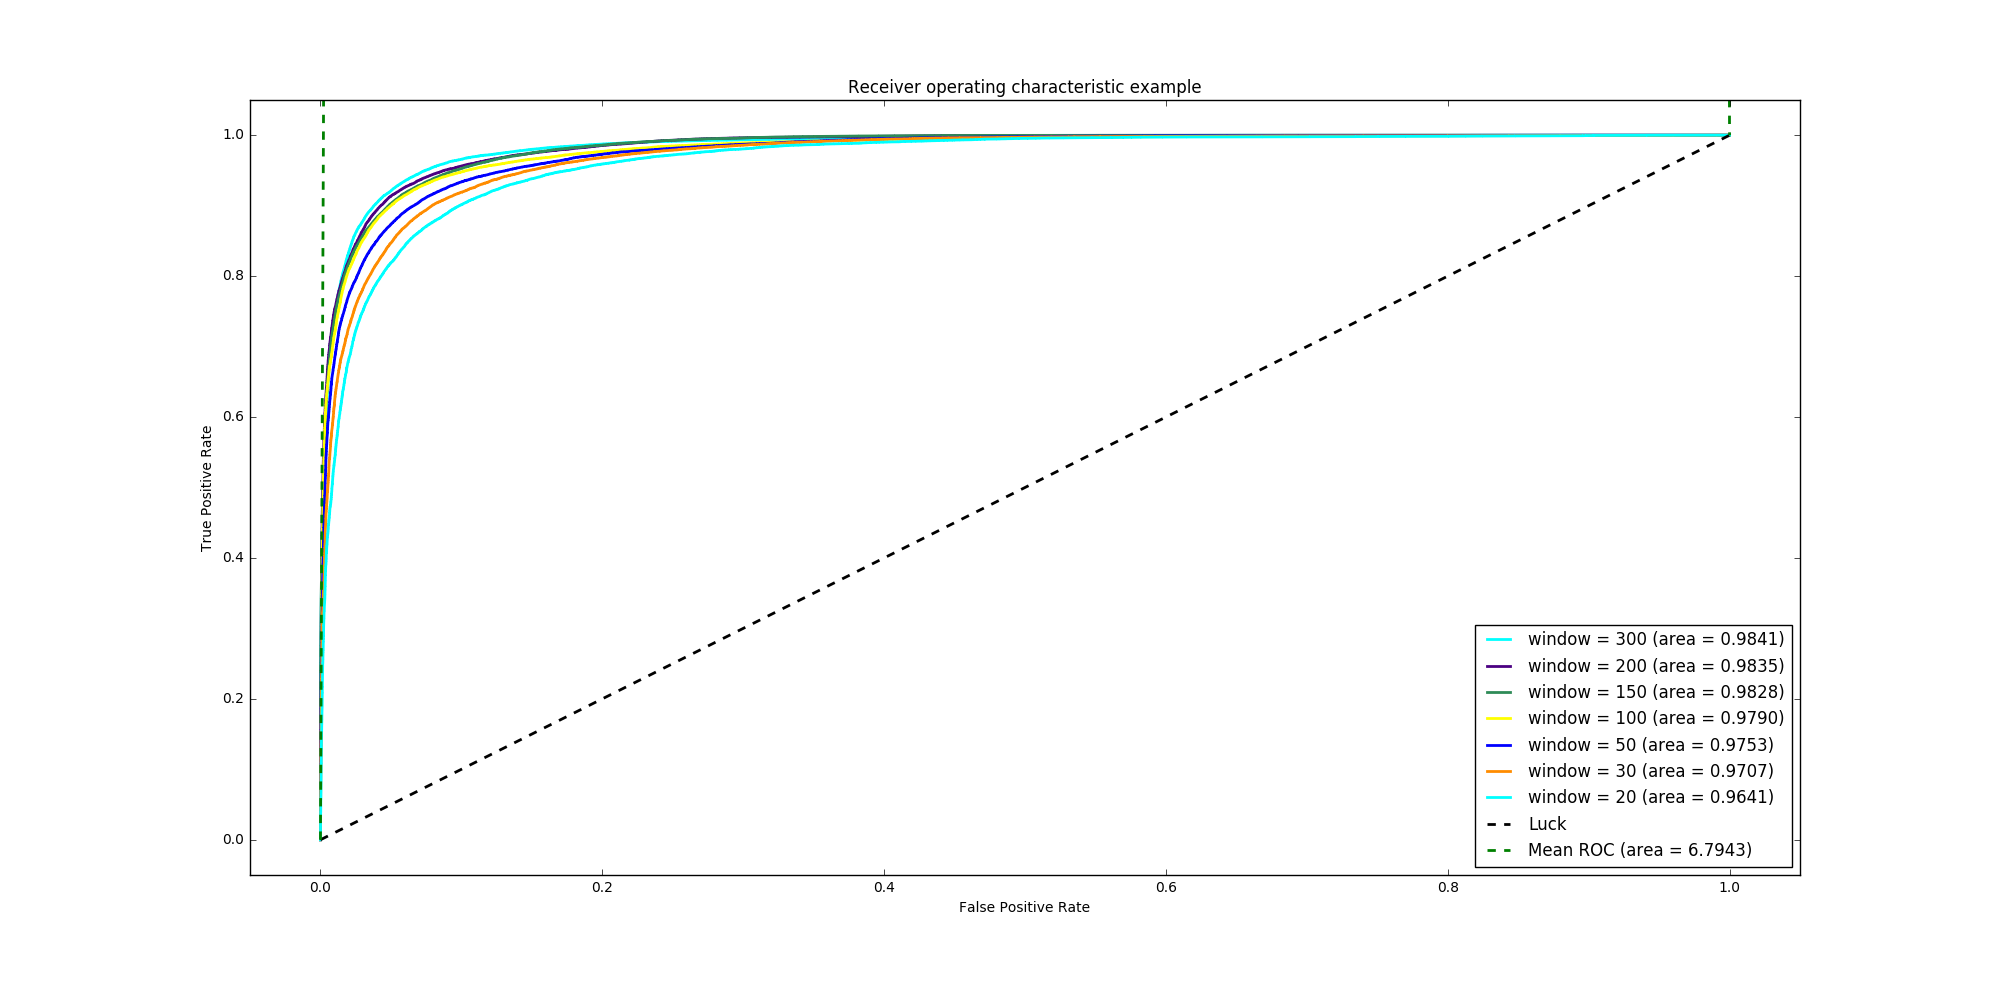 Receiver operating characteristic example
1.0
0.8
0.6
0.4
0.2
0.0
True Positive Rate
window = 300 (area = 0.9841)
window = 200 (area = 0.9835)
window = 150 (area = 0.9828)
window = 100 (area = 0.9790)
window = 50 (area = 0.9753)
window = 30 (area = 0.9707)
window = 20 (area = 0.9641)
Luck
Mean ROC (area = 6.7943)
0.0 0.2 0.4 0.6 0.8 1.0
False Positive Rate